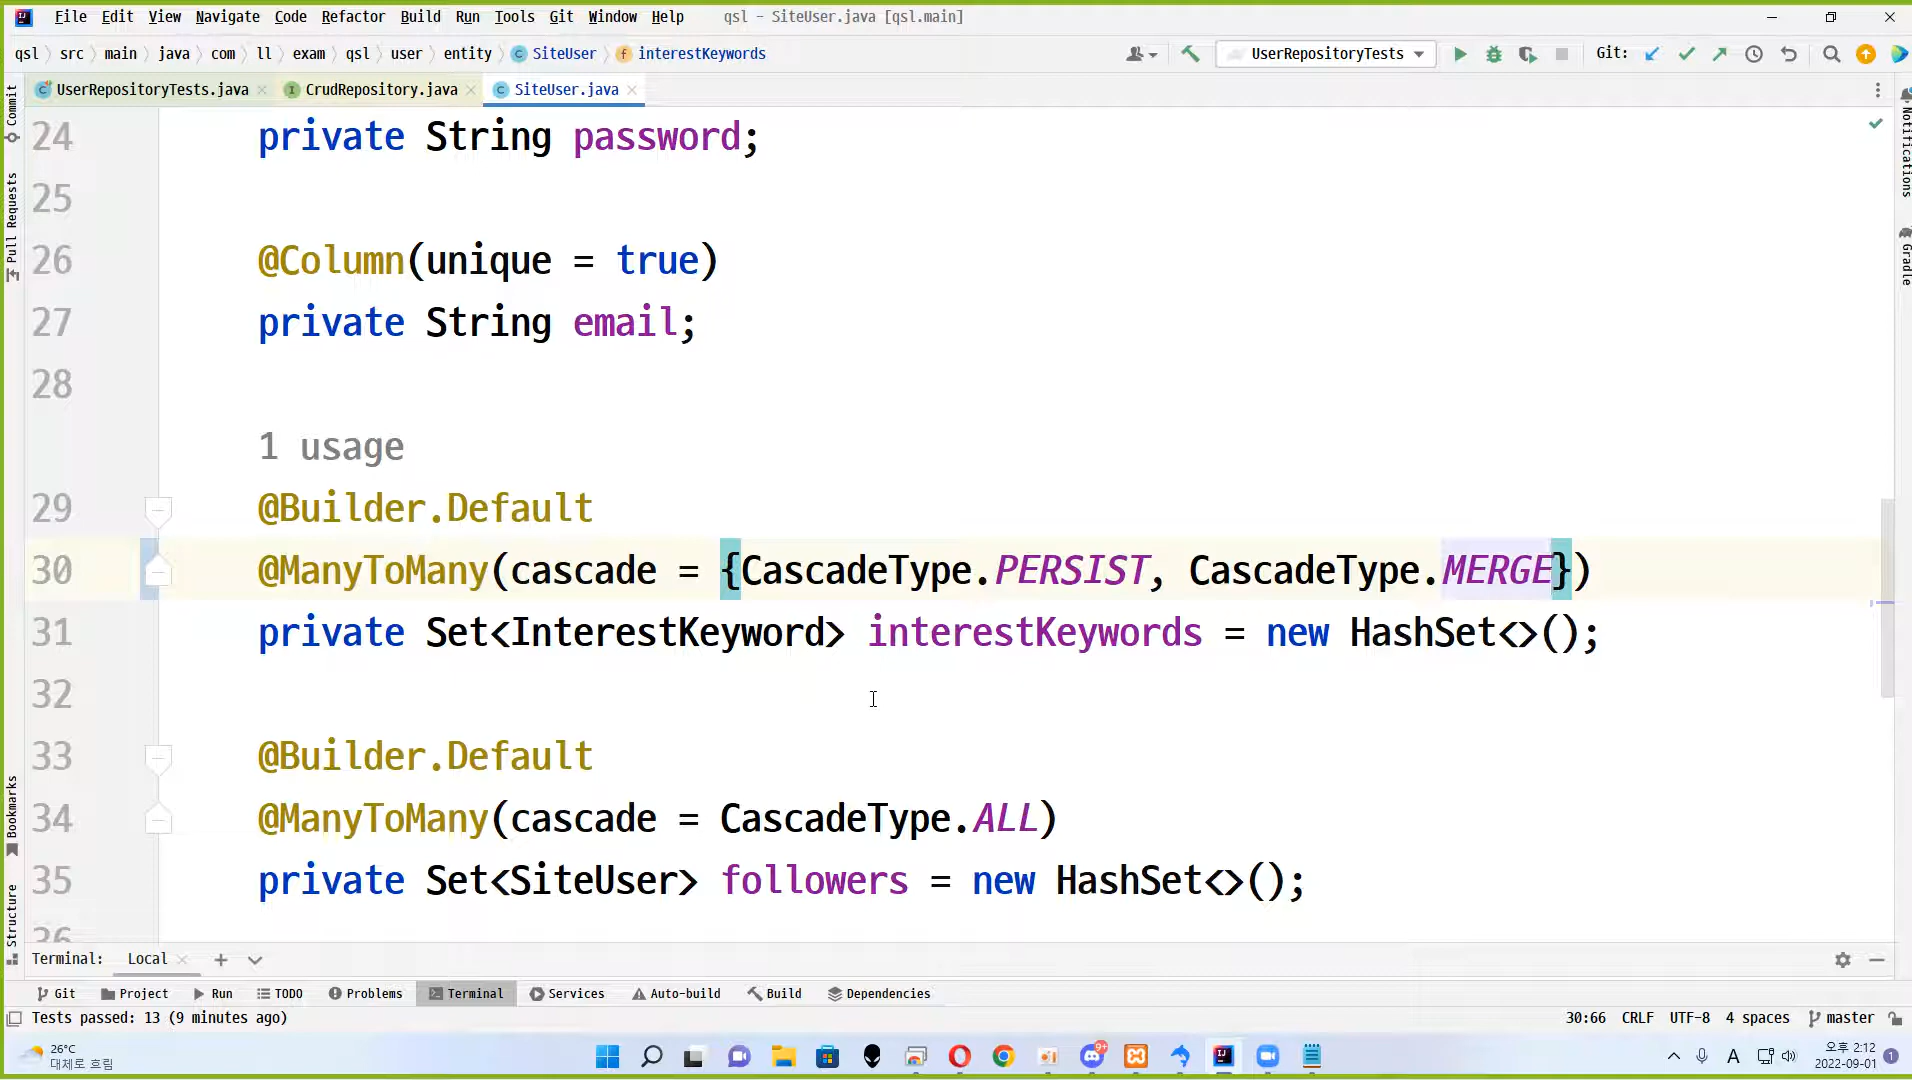 File Edit View Navigate Code Refactor Build Run Tools Git Window Help qsl - SiteUser.java [qsl.main]
qsl src main java com ll exam qsl user entity SiteUser interestKeywords UserRepositoryTests Git:
UserRepositoryTests.java CrudRepository.java SiteUser.java
Commit
Pull Requests
Bookmarks
Structure
Notifications
Gradle
24 private String password;
25
26 @Column(unique = true)
27 private String email;
28
1 usage
29 @Builder.Default
30 @ManyToMany(cascade = {CascadeType.PERSIST, CascadeType.MERGE})
31 private Set<InterestKeyword> interestKeywords = new HashSet<>();
32
33 @Builder.Default
34 @ManyToMany(cascade = CascadeType.ALL)
35 private Set<SiteUser> followers = new HashSet<>();
36
Terminal: Local
Git Project Run TODO Problems Terminal Services Auto-build Build Dependencies
Tests passed: 13 (9 minutes ago) 30:66 CRLF UTF-8 4 spaces master
26°C
대체로 흐림
9+
A
오후 2:12
2022-09-01
1